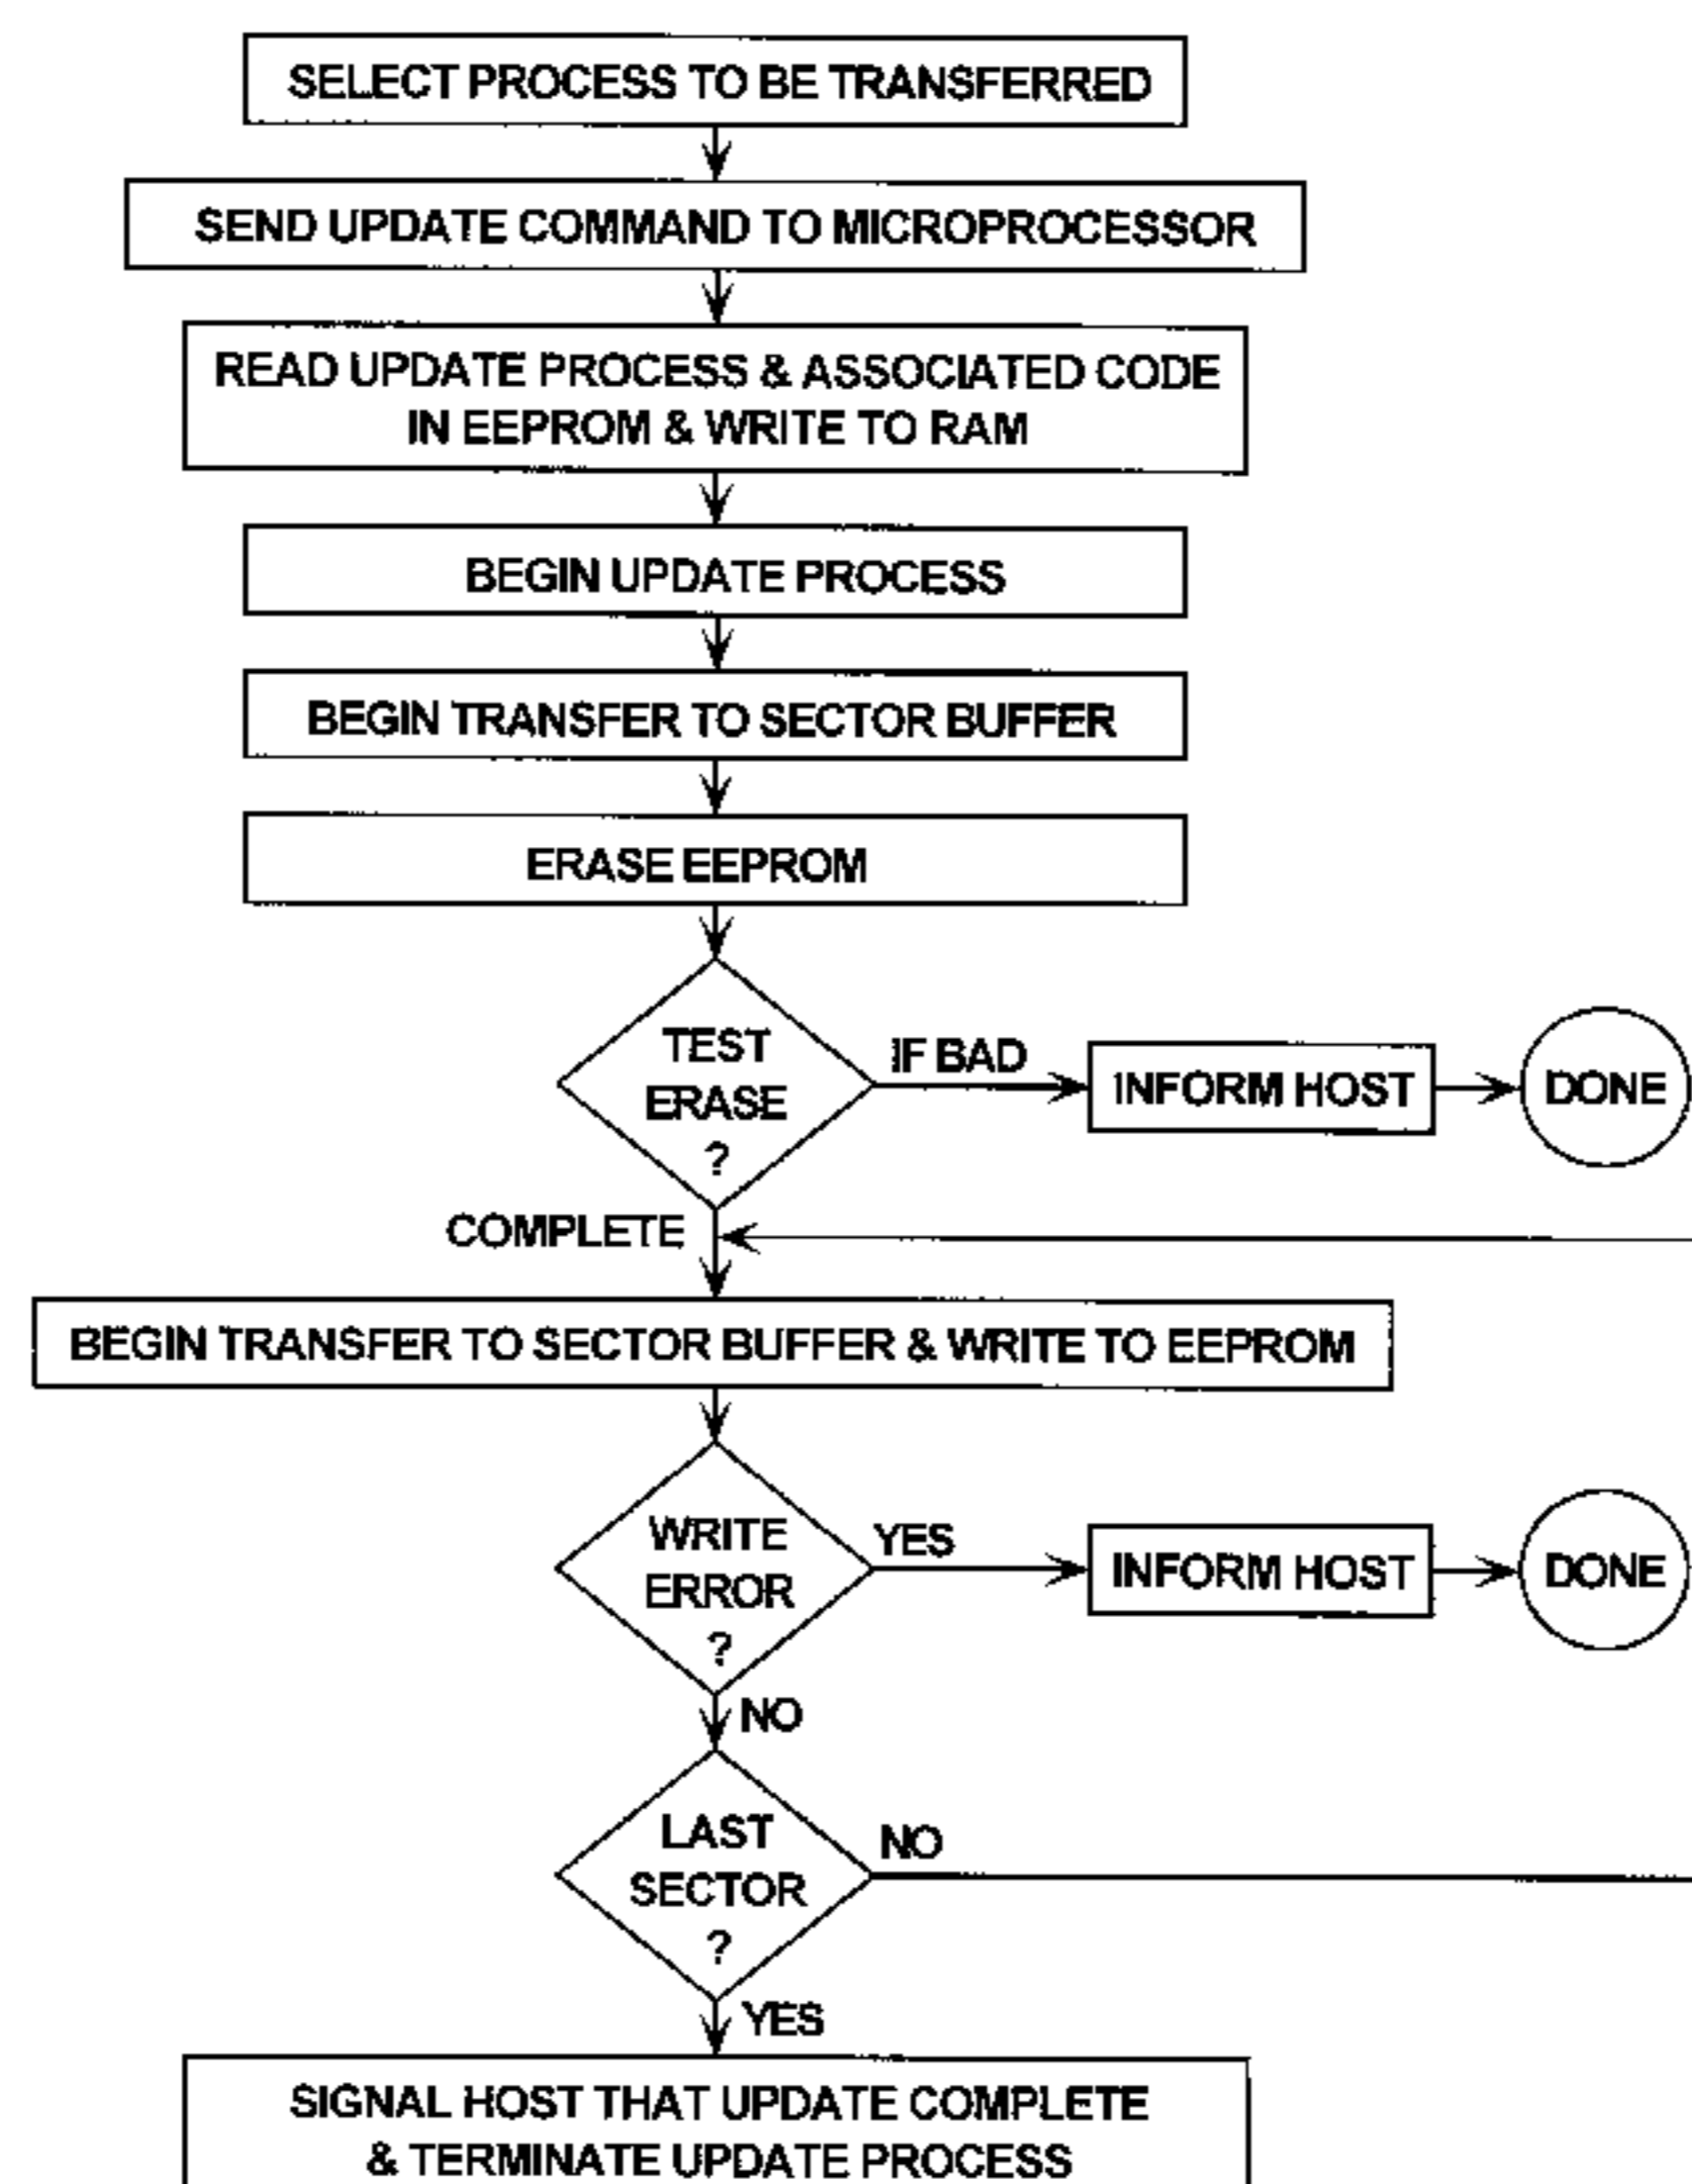 SELECT PROCESS TO BE TRANSFERRED
SEND UPDATE COMMAND TO MICROPROCESSOR
READ UPDATE PROCESS & ASSOCIATED CODE
IN EEPROM & WRITE TO RAM
BEGIN UPDATE PROCESS
BEGIN TRANSFER TO SECTOR BUFFER
ERASE EEPROM
TEST
ERASE
?
IF BAD
INFORM HOST
DONE
COMPLETE
BEGIN TRANSFER TO SECTOR BUFFER & WRITE TO EEPROM
WRITE
ERROR
?
YES
INFORM HOST
DONE
NO
LAST
SECTOR
?
NO
YES
SIGNAL HOST THAT UPDATE COMPLETE
& TERMINATE UPDATE PROCESS